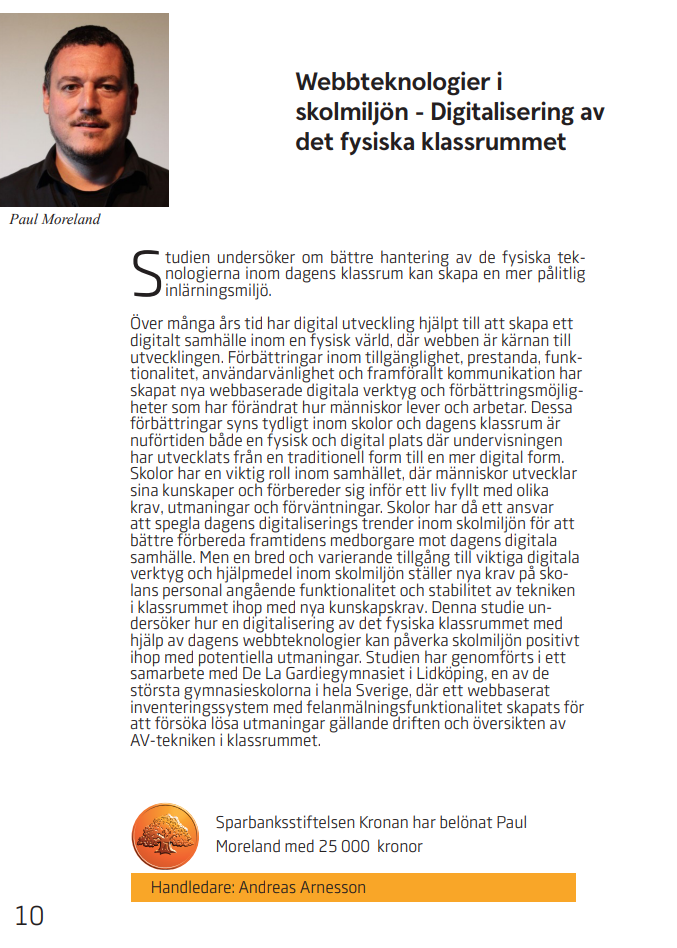 Webbteknologier i
skolmiljön - Digitalisering av
det fysiska klassrummet
Paul Moreland
Studien undersöker om bättre hantering av de fysiska tek-
nologierna inom dagens klassrum kan skapa en mer pålitlig
inlärningsmiljö.
Över många års tid har digital utveckling hjälpt till att skapa ett
digitalt samhälle inom en fysisk värld, där webben är kärnan till
utvecklingen. Förbättringar inom tillgänglighet, prestanda, funk-
tionalitet, användarvänlighet och framförallt kommunikation har
skapat nya webbaserade digitala verktyg och förbättringsmöjlig-
heter som har förändrat hur människor lever och arbetar. Dessa
förbättringar syns tydligt inom skolor och dagens klassrum är
nuförtiden både en fysisk och digital plats där undervisningen
har utvecklats från en traditionell form till en mer digital form.
Skolor har en viktig roll inom samhället, där människor utvecklar
sina kunskaper och förbereder sig inför ett liv fyllt med olika
krav, utmaningar och förväntningar. Skolor har då ett ansvar
att spegla dagens digitaliserings trender inom skolmiljön för att
bättre förbereda framtidens medborgare mot dagens digitala
samhälle. Men en bred och varierande tillgång till viktiga digitala
verktyg och hjälpmedel inom skolmiljön ställer nya krav på sko-
lans personal angående funktionalitet och stabilitet av tekniken
i klassrummet ihop med nya kunskapskrav. Denna studie un-
dersöker hur en digitalisering av det fysiska klassrummet med
hjälp av dagens webbteknologier kan påverka skolmiljön positivt
ihop med potentiella utmaningar. Studien har genomförts i ett
samarbete med De La Gardiegymnasiet i Lidköping, en av de
största gymnasieskolorna i hela Sverige, där ett webbaserat
inventeringssystem med felanmälningsfunktionalitet skapats för
att försöka lösa utmaningar gällande driften och översikten av
AV-tekniken i klassrummet.
Sparbanksstiftelsen Kronan har belönat Paul
Moreland med 25 000 kronor
Handledare: Andreas Arnesson
10